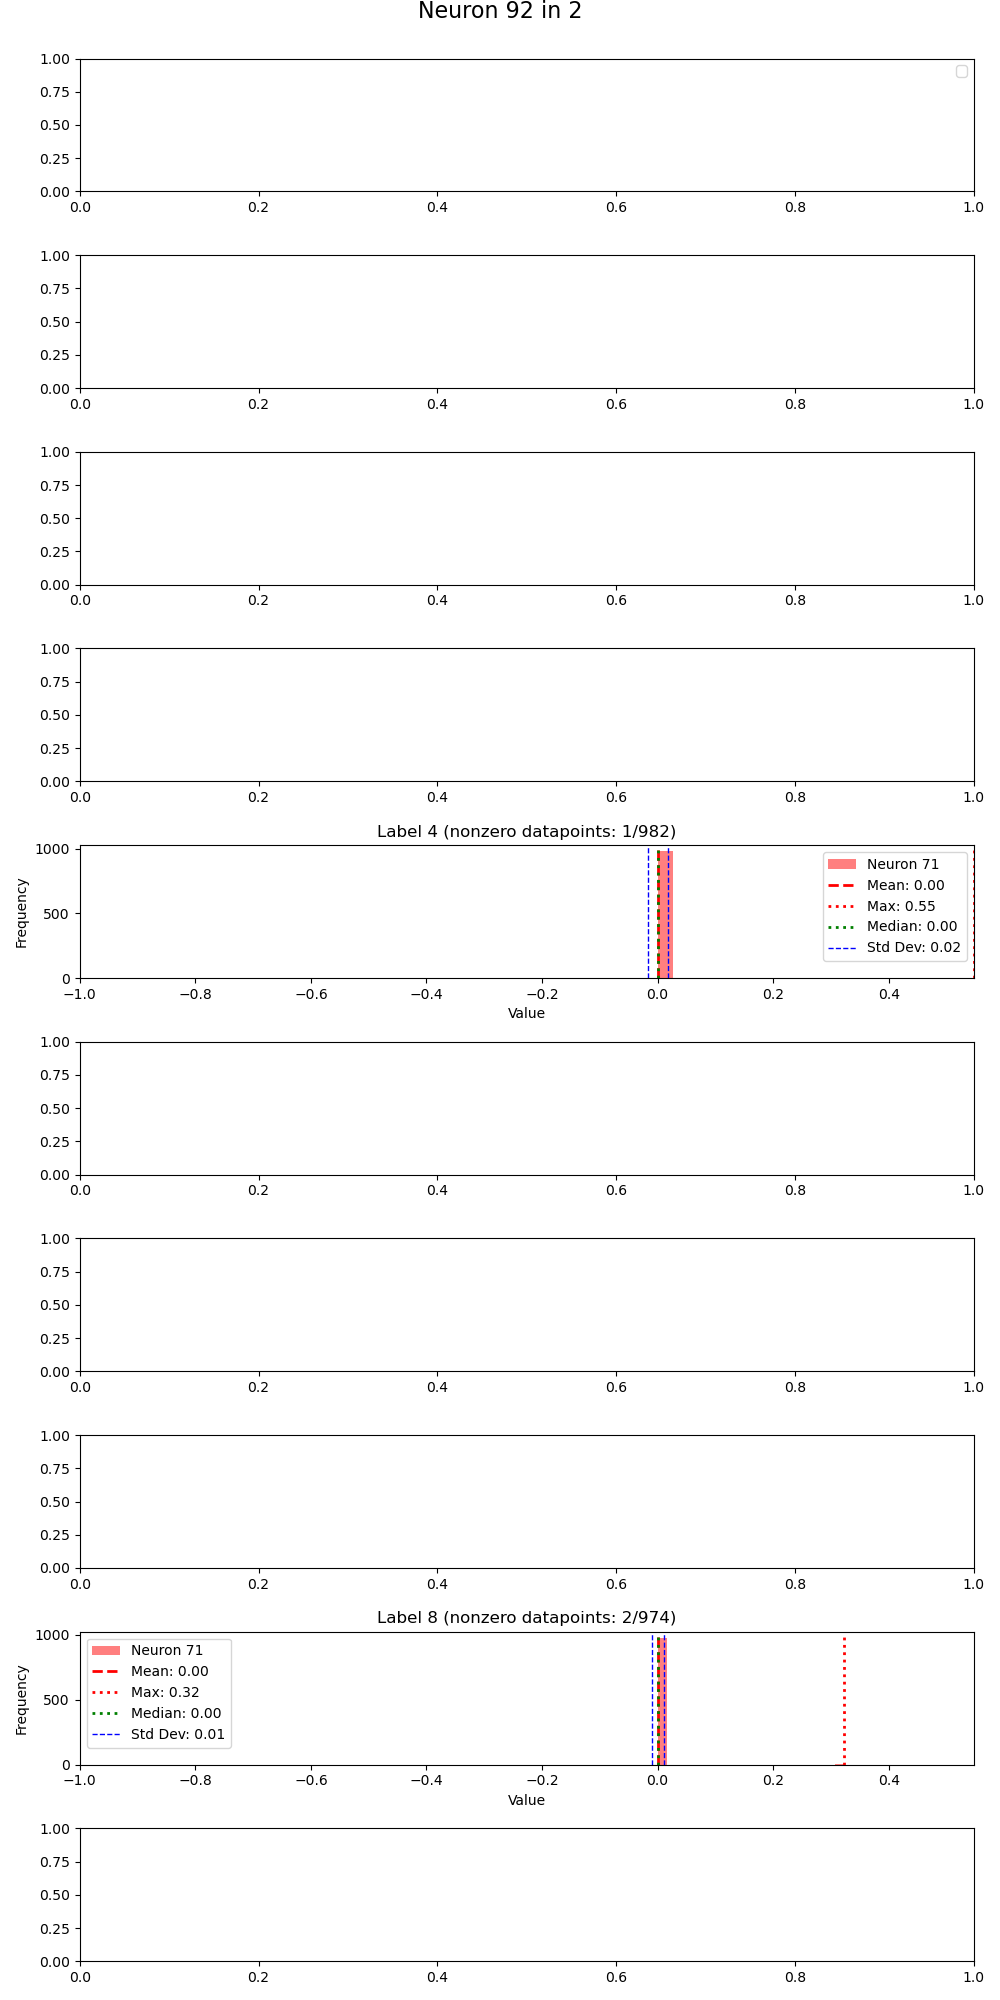 Neuron 92 in 2
1.00
0.75
0.50
0.25
0.00
0.0 0.2 0.4 0.6 0.8 1.0
1.00
0.75
0.50
0.25
0.00
0.0 0.2 0.4 0.6 0.8 1.0
1.00
0.75
0.50
0.25
0.00
0.0 0.2 0.4 0.6 0.8 1.0
1.00
0.75
0.50
0.25
0.00
0.0 0.2 0.4 0.6 0.8 1.0
Label 4 (nonzero datapoints: 1/982)
Frequency
1000
500
0
Neuron 71
Mean: 0.00
Max: 0.55
Median: 0.00
Std Dev: 0.02
−1.0 −0.8 −0.6 −0.4 −0.2 0.0 0.2 0.4
Value
1.00
0.75
0.50
0.25
0.00
0.0 0.2 0.4 0.6 0.8 1.0
1.00
0.75
0.50
0.25
0.00
0.0 0.2 0.4 0.6 0.8 1.0
1.00
0.75
0.50
0.25
0.00
0.0 0.2 0.4 0.6 0.8 1.0
Label 8 (nonzero datapoints: 2/974)
Frequency
1000
500
0
Neuron 71
Mean: 0.00
Max: 0.32
Median: 0.00
Std Dev: 0.01
−1.0 −0.8 −0.6 −0.4 −0.2 0.0 0.2 0.4
Value
1.00
0.75
0.50
0.25
0.00
0.0 0.2 0.4 0.6 0.8 1.0